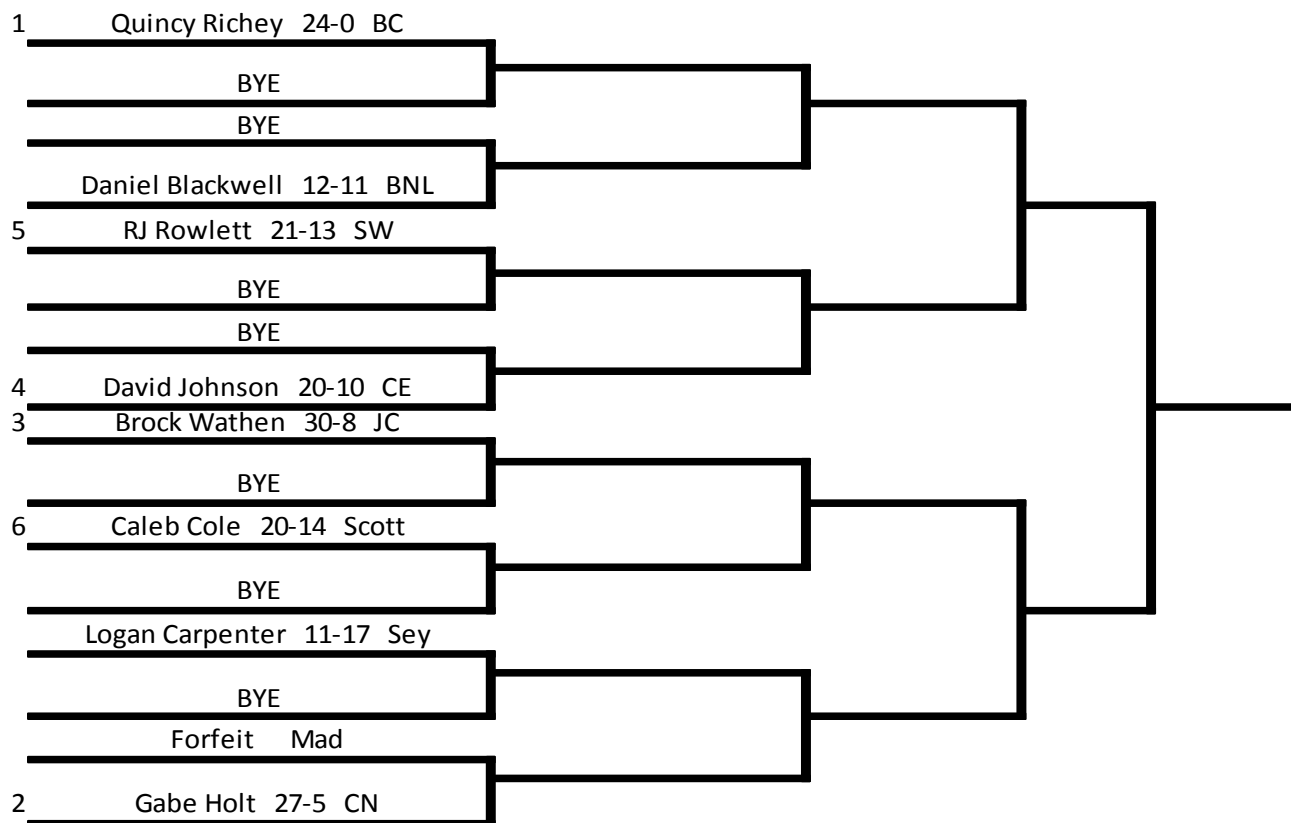 1 Quincy Richey 24-0 BC
BYE
BYE
Daniel Blackwell 12-11 BNL
5 RJ Rowlett 21-13 SW
BYE
BYE
4 David Johnson 20-10 CE
3 Brock Wathen 30-8 JC
BYE
6 Caleb Cole 20-14 Scott
BYE
Logan Carpenter 11-17 Sey
BYE
Forfeit Mad
2 Gabe Holt 27-5 CN